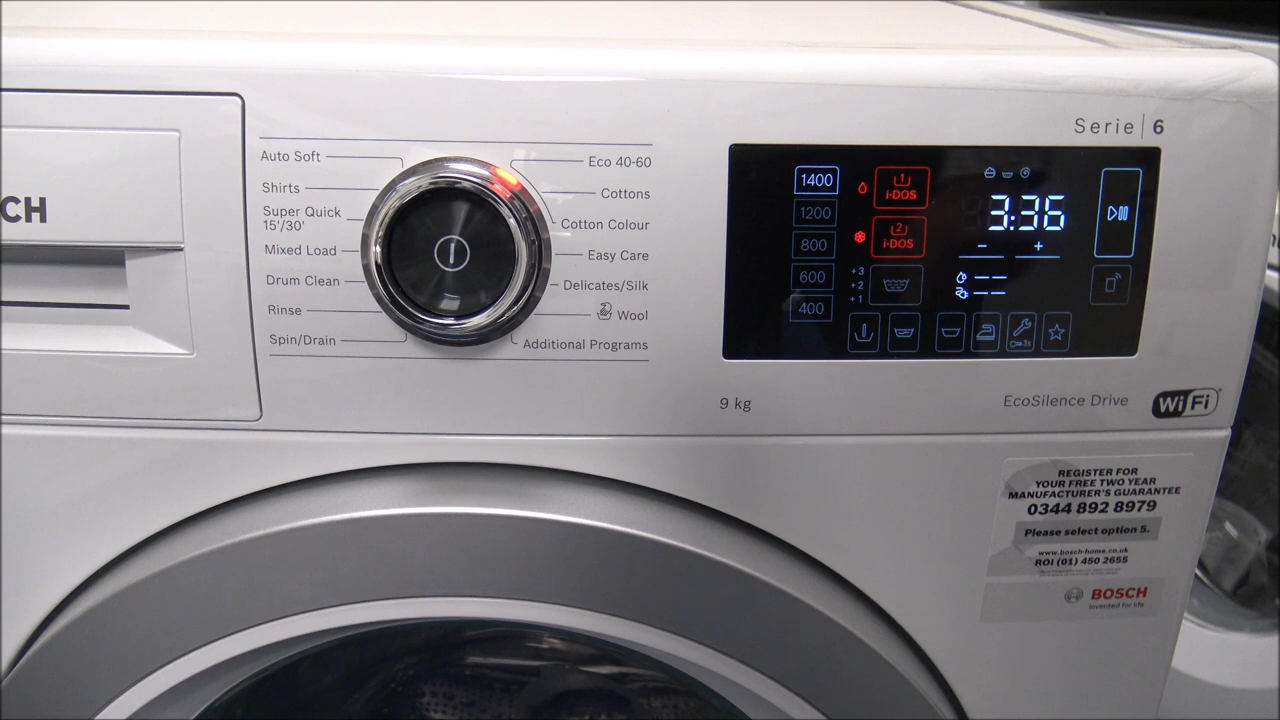 CH
Auto Soft
Shirts
Super Quick
15'/30'
Mixed Load
Drum Clean
Rinse
Spin/Drain
Eco 40-60
Cottons
Cotton Colour
Easy Care
Delicates/Silk
Wool
Additional Programs
Serie | 6
1400
1200
800
600
400
1
i-DOS
2
i-DOS
+3
+2
+1
3:36
- +
3s
9 kg
EcoSilence Drive
WiFi
REGISTER FOR
YOUR FREE TWO YEAR
MANUFACTURER'S GUARANTEE
0344 892 8979
Please select option 5.
www.bosch-home.co.uk
ROI (01) 450 2655
BOSCH
Invented for life